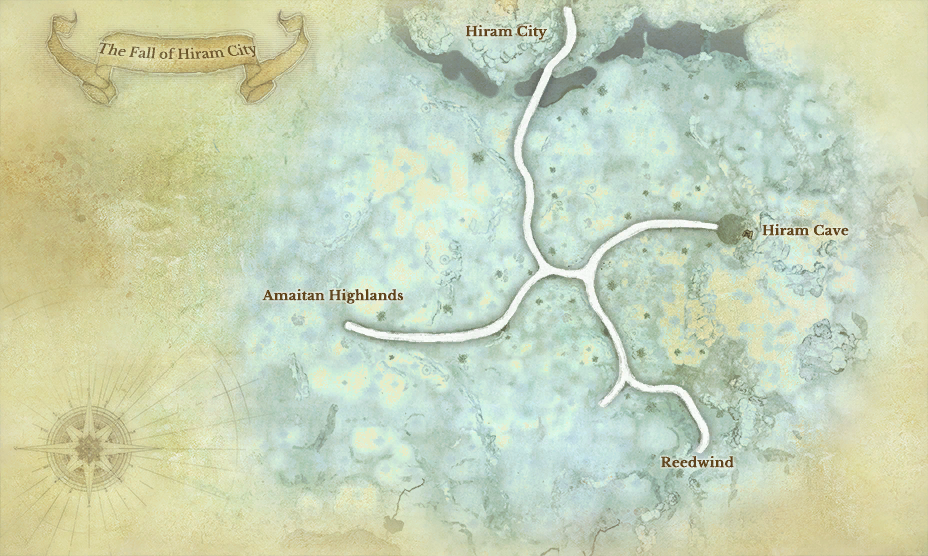 The Fall of Hiram City
Hiram City
Hiram Cave
Amaitan Highlands
Reedwind